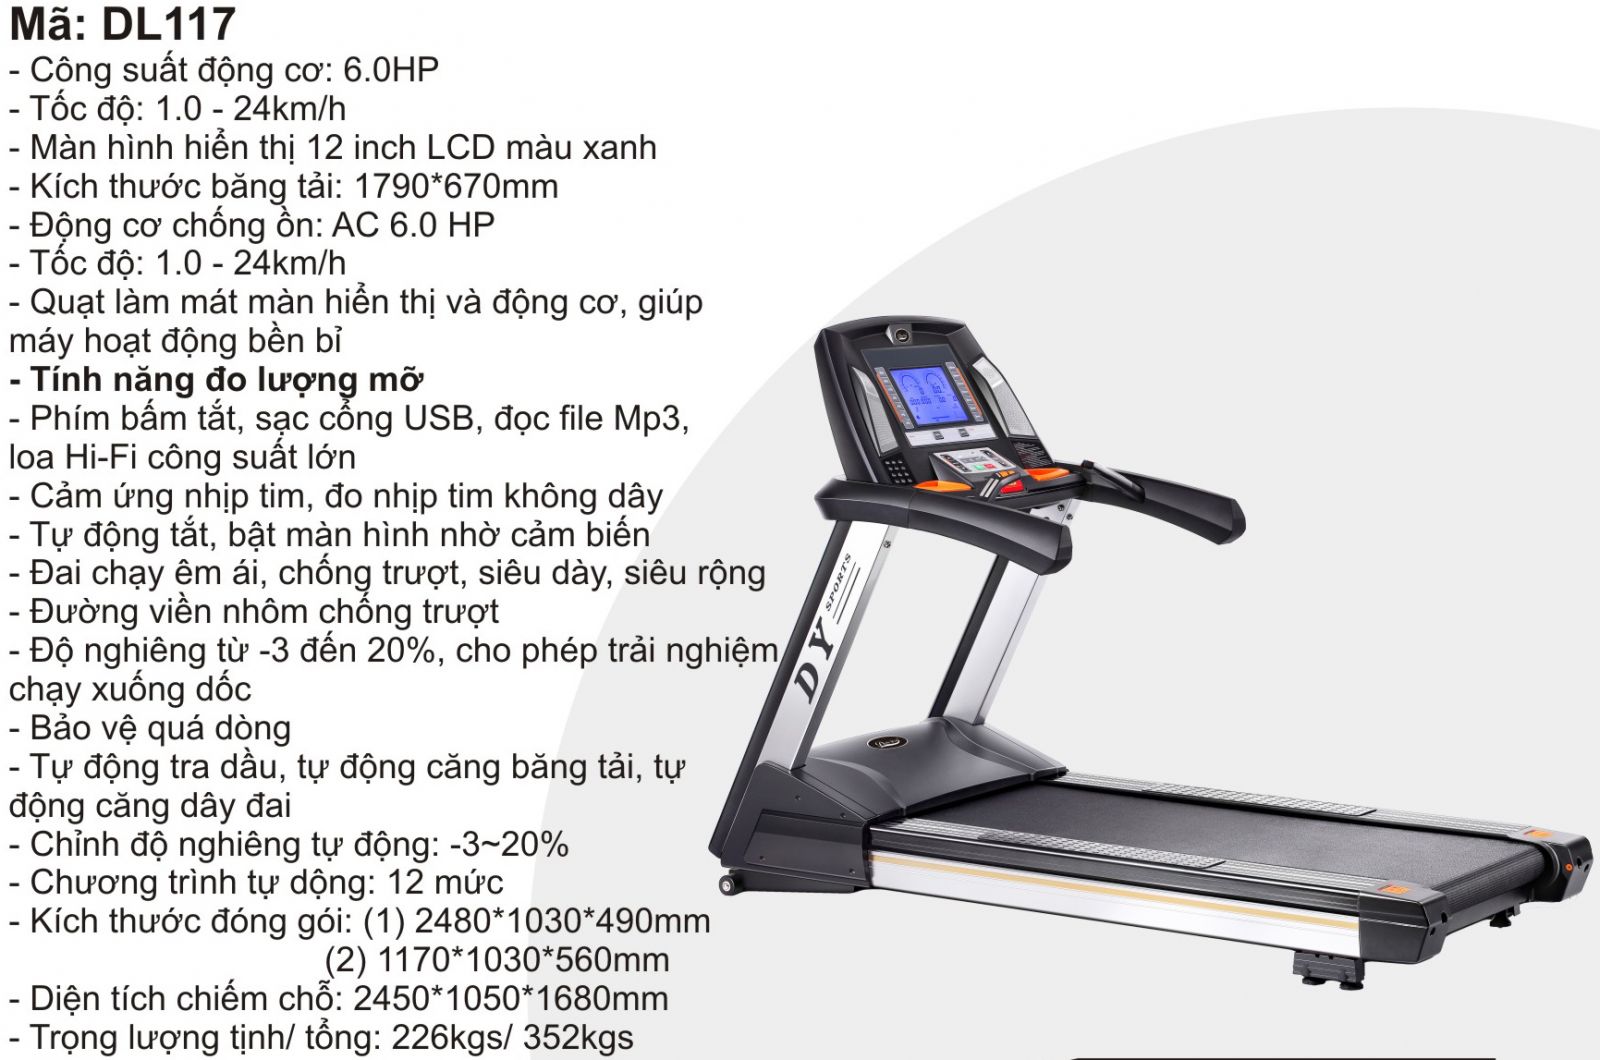 Mã: DL117
- Công suất động cơ: 6.0HP
- Tốc độ: 1.0 - 24km/h
- Màn hình hiển thị 12 inch LCD màu xanh
- Kích thước băng tải: 1790*670mm
- Động cơ chống ồn: AC 6.0 HP
- Tốc độ: 1.0 - 24km/h
- Quạt làm mát màn hiển thị và động cơ, giúp
máy hoạt động bền bỉ
- Tính năng đo lượng mỡ
- Phím bấm tắt, sạc cổng USB, đọc file Mp3,
loa Hi-Fi công suất lớn
- Cảm ứng nhịp tim, đo nhịp tim không dây
- Tự động tắt, bật màn hình nhờ cảm biến
- Đai chạy êm ái, chống trượt, siêu dày, siêu rộng
- Đường viền nhôm chống trượt
- Độ nghiêng từ -3 đến 20%, cho phép trải nghiệm
chạy xuống dốc
- Bảo vệ quá dòng
- Tự động tra dầu, tự động căng băng tải, tự
động căng dây đai
- Chỉnh độ nghiêng tự động: -3~20%
- Chương trình tự dộng: 12 mức
- Kích thước đóng gói: (1) 2480*1030*490mm
(2) 1170*1030*560mm
- Diện tích chiếm chỗ: 2450*1050*1680mm
- Trọng lượng tịnh/ tổng: 226kgs/ 352kgs
DY SPORTS